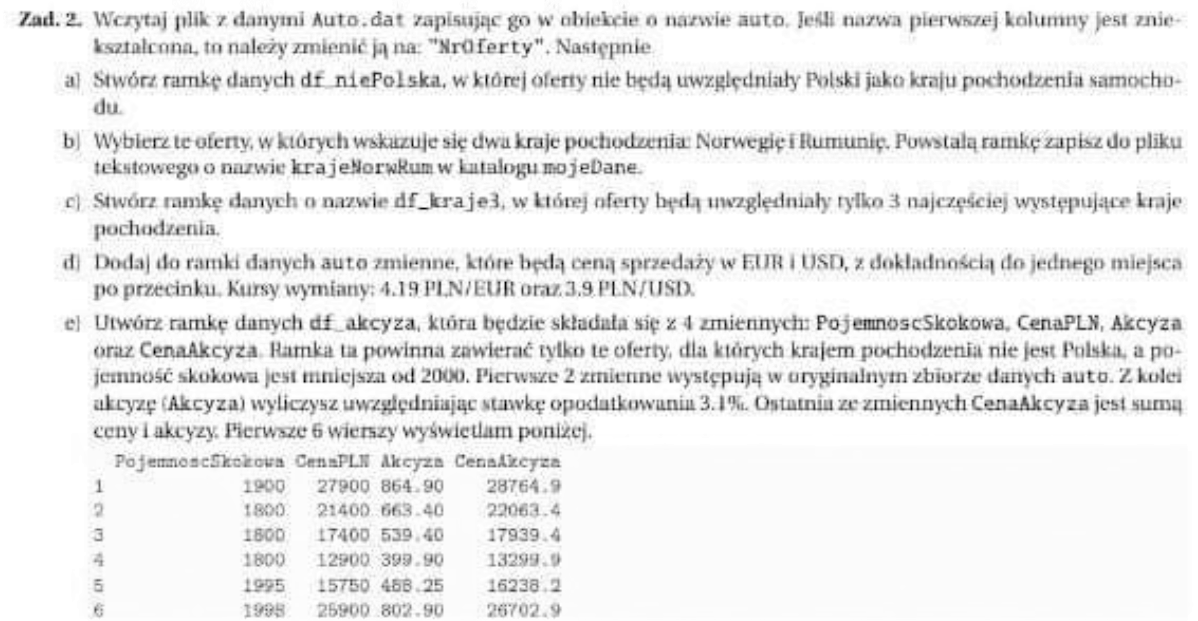 Zad. 2. Wczytaj plik z danymi Auto.dat zapisując go w obiekcie o nazwie auto. Jeśli nazwa pierwszej kolumny jest znie-
kształcona, to należy zmienić ją na: "NrOferty". Następnie
a) Stwórz ramkę danych df_niePolska, w której oferty nie będą uwzględniały Polski jako kraju pochodzenia samocho-
du.
b) Wybierz te oferty, w których wskazuje się dwa kraje pochodzenia: Norwegię i Rumunię. Powstałą ramkę zapisz do pliku
tekstowego o nazwie krajeNorwRum w katalogu mojeDane.
c) Stwórz ramkę danych o nazwie df_kraje3, w której oferty będą uwzględniały tylko 3 najczęściej występujące kraje
pochodzenia.
d) Dodaj do ramki danych auto zmienne, które będą ceną sprzedaży w EUR i USD, z dokładnością do jednego miejsca
po przecinku. Kursy wymiany: 4.19 PLN/EUR oraz 3.9 PLN/USD.
e) Utwórz ramkę danych df_akcyza, która będzie składała się z 4 zmiennych: PojemnoscSkokowa, CenaPLN, Akcyza
oraz CenaAkcyza. Ramka ta powinna zawierać tylko te oferty, dla których krajem pochodzenia nie jest Polska, a po-
jemność skokowa jest mniejsza od 2000. Pierwsze 2 zmienne występują w oryginalnym zbiorze danych auto. Z kolei
akcyzę (Akcyza) wyliczysz uwzględniając stawkę opodatkowania 3.1%. Ostatnia ze zmiennych CenaAkcyza jest sumą
ceny i akcyzy. Pierwsze 6 wierszy wyświetlam poniżej.
PojemnoscSkokowa CenaPLN Akcyza CenaAkcyza
1 1900 27900 864.90 28764.9
2 1800 21400 663.40 22063.4
3 1800 17400 539.40 17939.4
4 1800 12900 399.90 13299.9
5 1995 15750 488.25 16238.2
6 1998 25900 802.90 26702.9